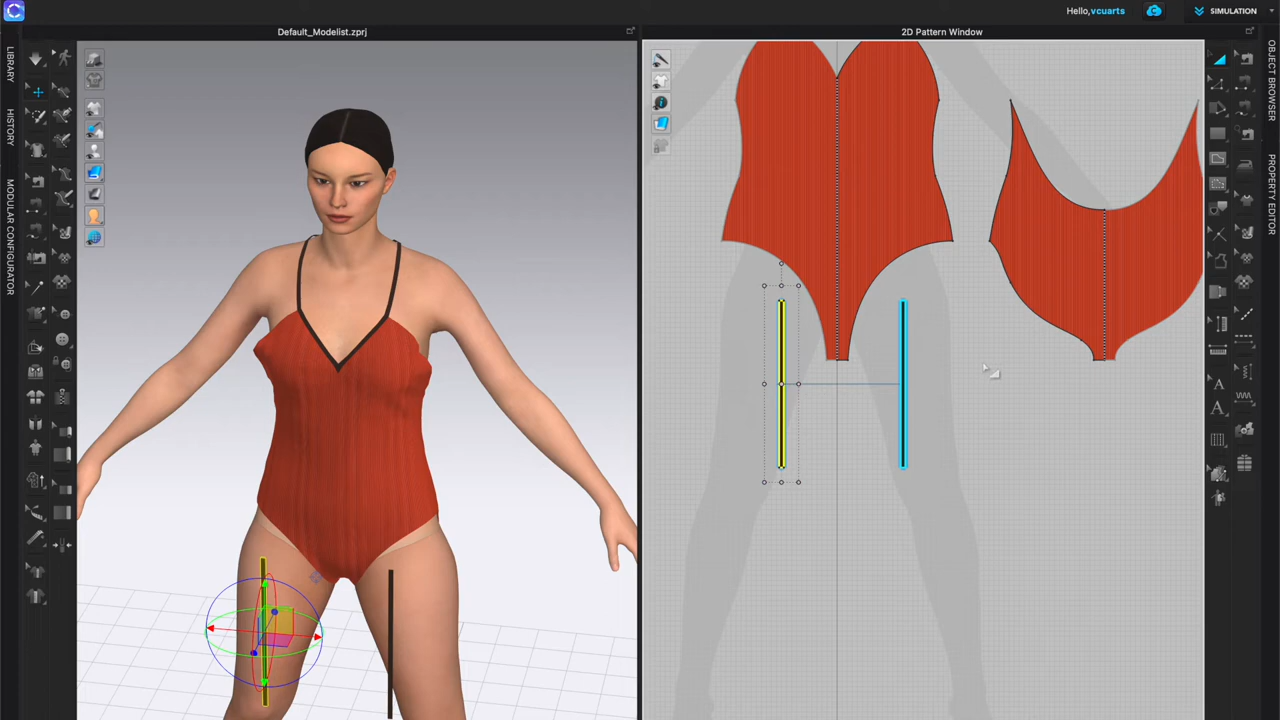 Hello,vcuarts
SIMULATION
Default_Modelist.zprj
2D Pattern Window
LIBRARY
HISTORY
MODULAR CONFIGURATOR
OBJECT BROWSER
PROPERTY EDITOR